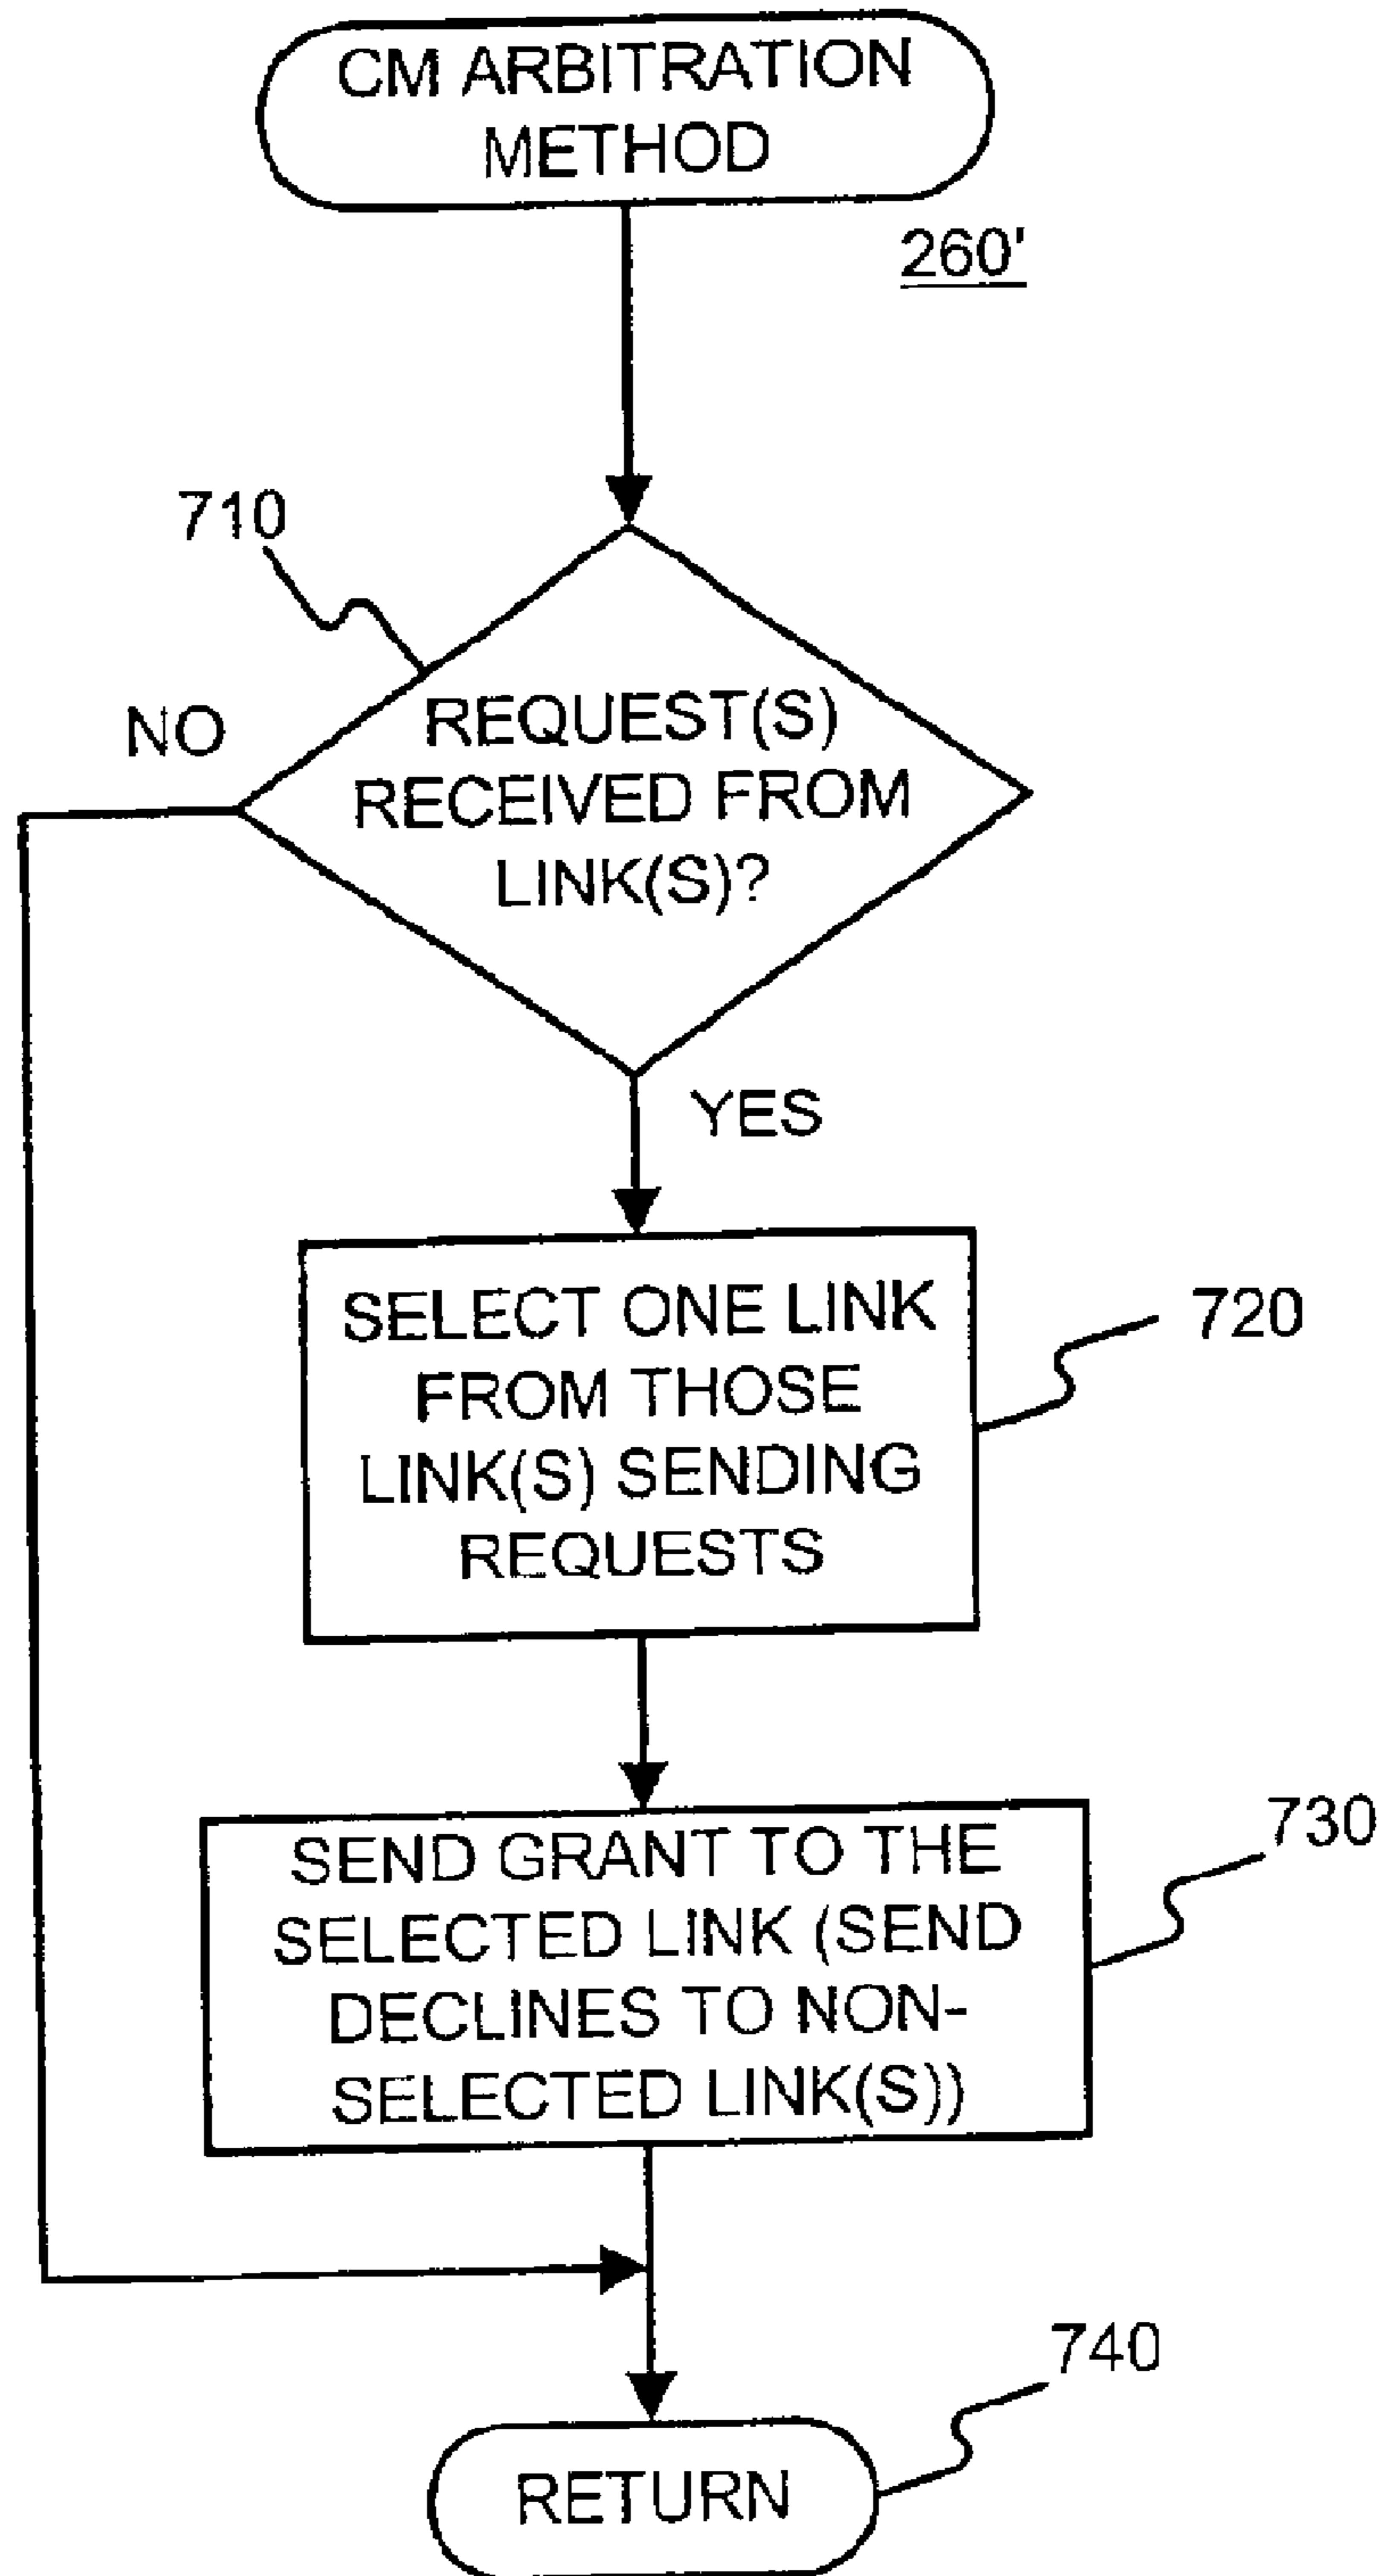 CM ARBITRATION
METHOD
260'
710
NO
REQUEST(S)
RECEIVED FROM
LINK(S)?
YES
SELECT ONE LINK
FROM THOSE
LINK(S) SENDING
REQUESTS
720
SEND GRANT TO THE
SELECTED LINK (SEND
DECLINES TO NON-
SELECTED LINK(S))
730
740
RETURN